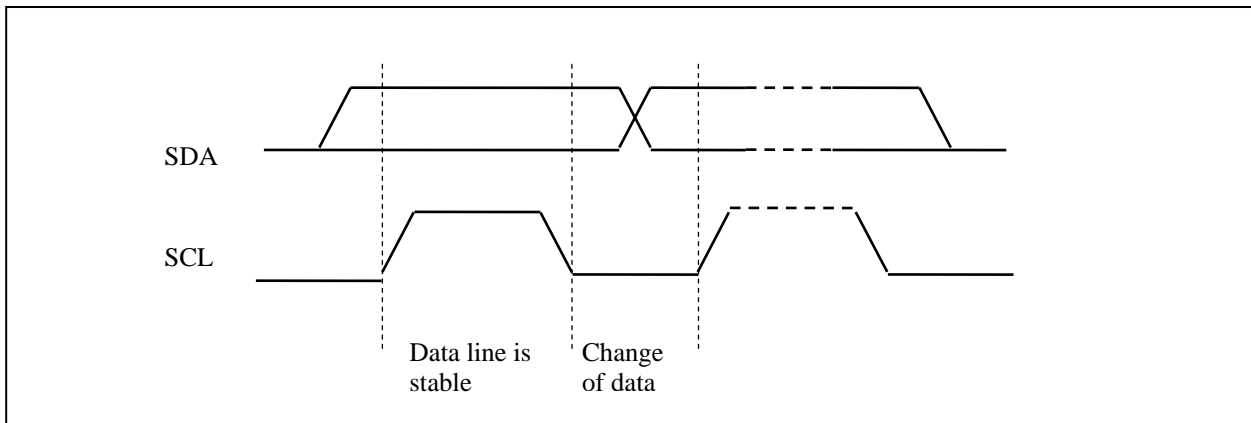 SDA
SCL
Data line is
stable
Change
of data